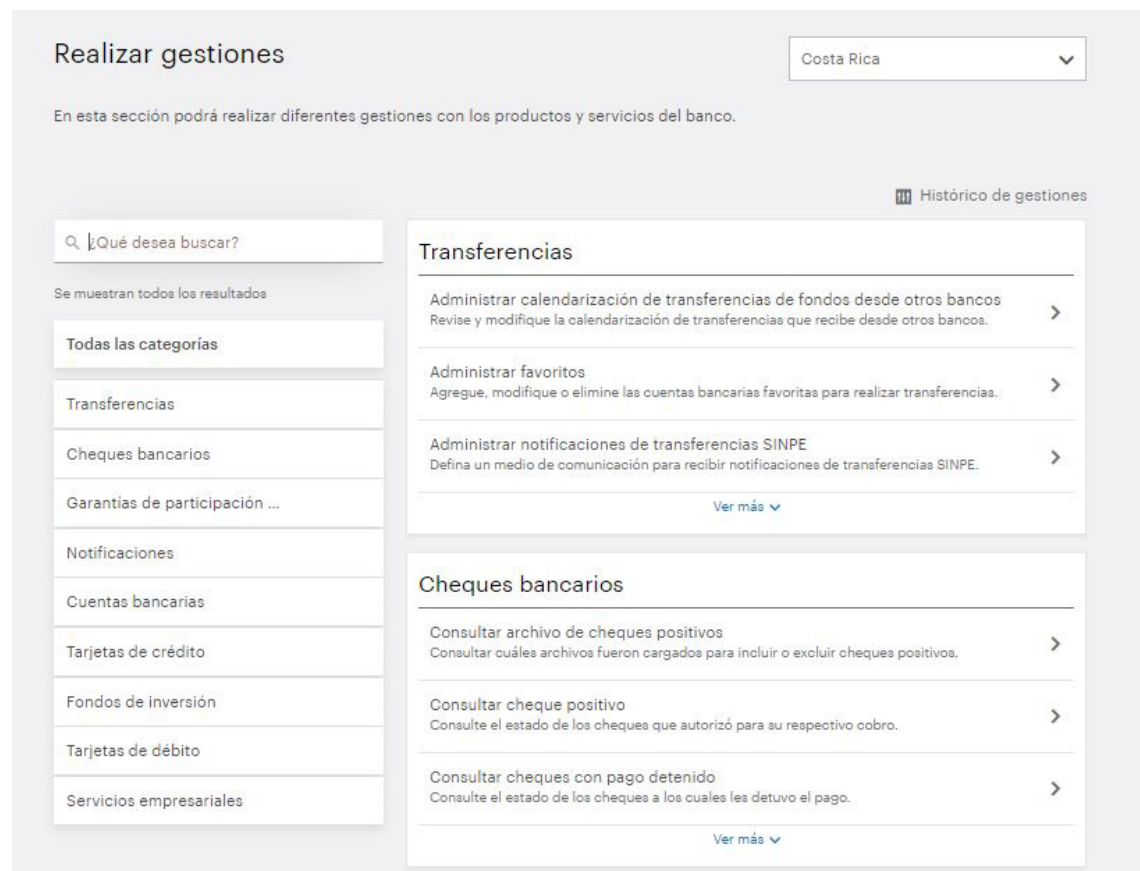 Realizar gestiones
Costa Rica
En esta sección podrá realizar diferentes gestiones con los productos y servicios del banco.
Histórico de gestiones
¿Qué desea buscar?
Se muestran todos los resultados
Todas las categorías
Transferencias
Cheques bancarios
Garantías de participación ...
Notificaciones
Cuentas bancarias
Tarjetas de crédito
Fondos de inversión
Tarjetas de débito
Servicios empresariales
Transferencias
Administrar calendarización de transferencias de fondos desde otros bancos
Revise y modifique la calendarización de transferencias que recibe desde otros bancos.
Administrar favoritos
Agregue, modifique o elimine las cuentas bancarias favoritas para realizar transferencias.
Administrar notificaciones de transferencias SINPE
Defina un medio de comunicación para recibir notificaciones de transferencias SINPE.
Ver más
Cheques bancarios
Consultar archivo de cheques positivos
Consultar cuáles archivos fueron cargados para incluir o excluir cheques positivos.
Consultar cheque positivo
Consulte el estado de los cheques que autorizó para su respectivo cobro.
Consultar cheques con pago detenido
Consulte el estado de los cheques a los cuales les detuvo el pago.
Ver más